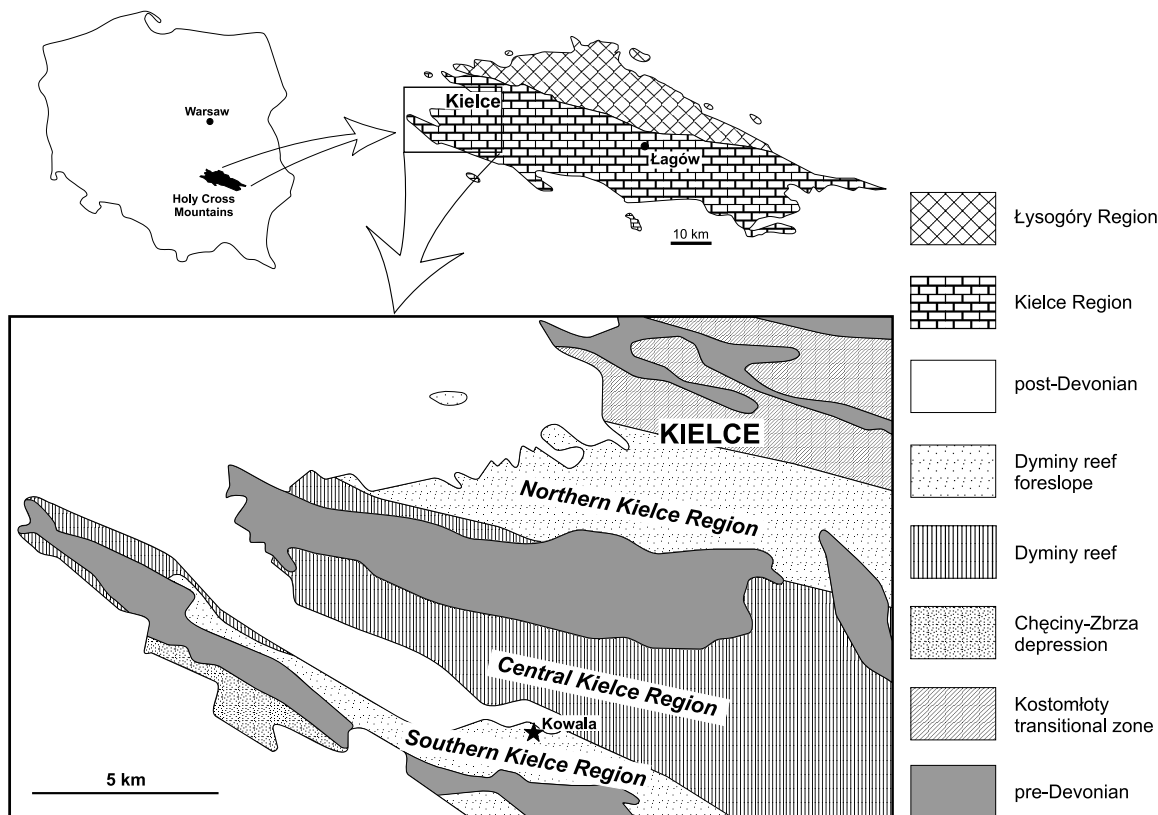 Warsaw
Holy Cross
Mountains
Kielce
Łagów
10 km
Łysogóry Region
Kielce Region
post-Devonian
Dyminy reef
foreslope
Dyminy reef
Chęciny-Zbrza
depression
Kostomłoty
transitional zone
pre-Devonian
KIELCE
Northern Kielce Region
Central Kielce Region
Kowala
Southern Kielce Region
5 km